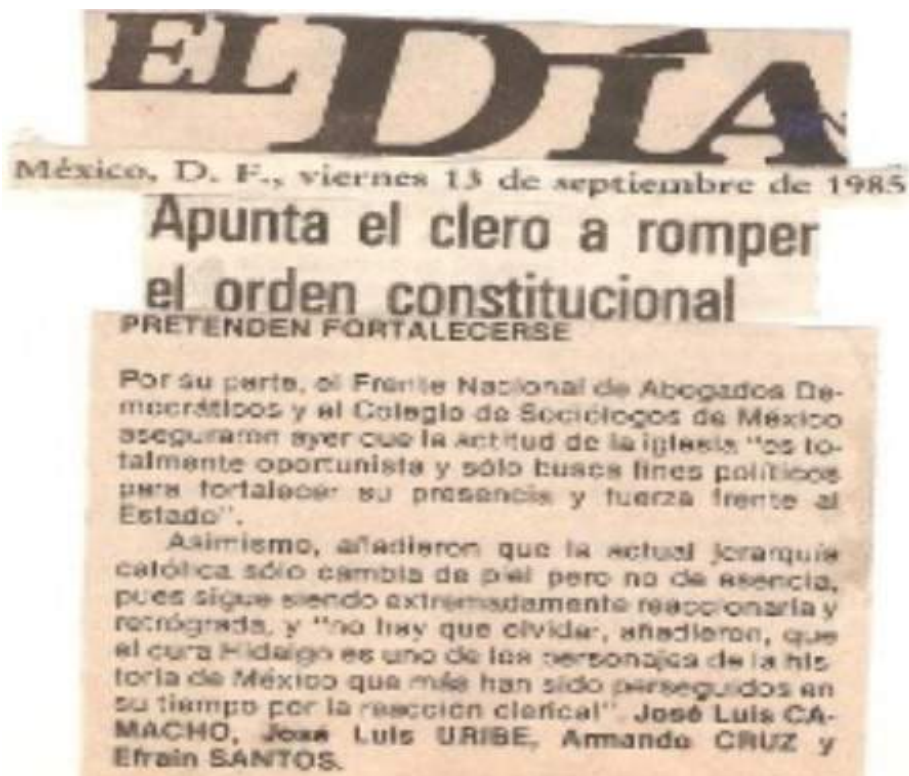 EL DÍA
México, D. F., viernes 13 de septiembre de 1985
Apunta el clero a romper
el orden constitucional
PRETENDEN FORTALECERSE
Por su parte, el Frente Nacional de Abogados De-
mocráticos y el Colegio de Sociólogos de México
aseguraron ayer que la actitud de la iglesia "es to-
talmente oportunista y sólo busca fines políticos
para fortalecer su presencia y fuerza frente al
Estado".
Asimismo, añadieron que la actual jerarquía
católica sólo cambia de piel pero no de esencia,
pues sigue siendo extremadamente reaccionaria y
retrógrada, y "no hay que olvidar, añadieron, que
el cura Hidalgo es uno de los personajes de la his-
toria de México que más han sido perseguidos en
su tiempo por la reacción clerical". José Luis CA-
MACHO, José Luis URIBE, Armando CRUZ y
Efraín SANTOS.